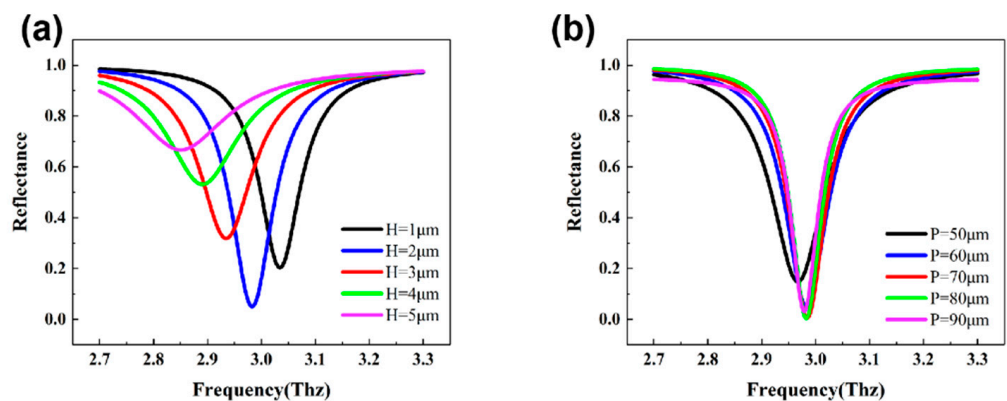 (a)
1.0
0.8
0.6
0.4
0.2
0.0
Reflectance
H=1μm
H=2μm
H=3μm
H=4μm
H=5μm
2.7 2.8 2.9 3.0 3.1 3.2 3.3
Frequency(Thz)
(b)
1.0
0.8
0.6
0.4
0.2
0.0
Reflectance
P=50μm
P=60μm
P=70μm
P=80μm
P=90μm
2.7 2.8 2.9 3.0 3.1 3.2 3.3
Frequency(Thz)